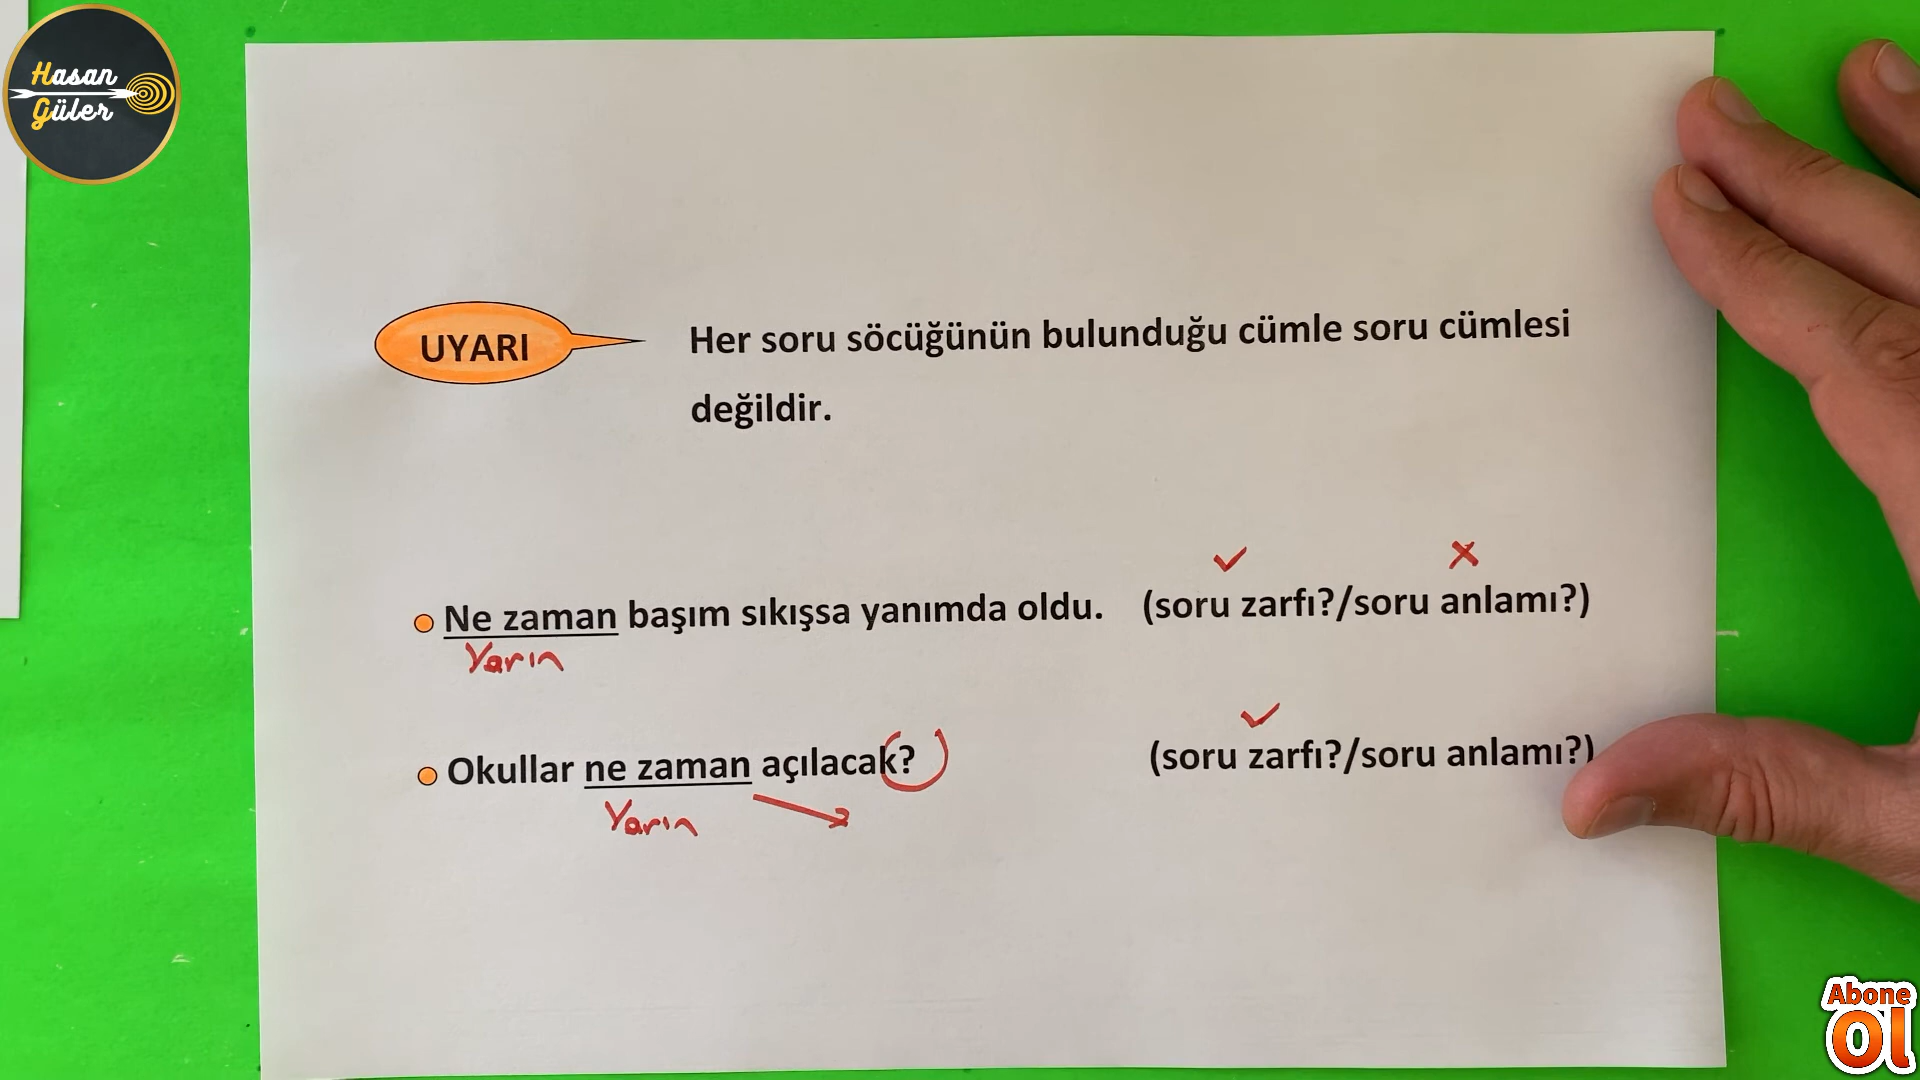 Hasan
Güler
UYARI
Her soru söcüğünün bulunduğu cümle soru cümlesi
değildir.
Ne zaman başım sıkışsa yanımda oldu. (soru zarfı?/soru anlamı?)
Yarın
Okullar ne zaman açılacak? (soru zarfı?/soru anlamı?)
Yarın
Abone
Ol